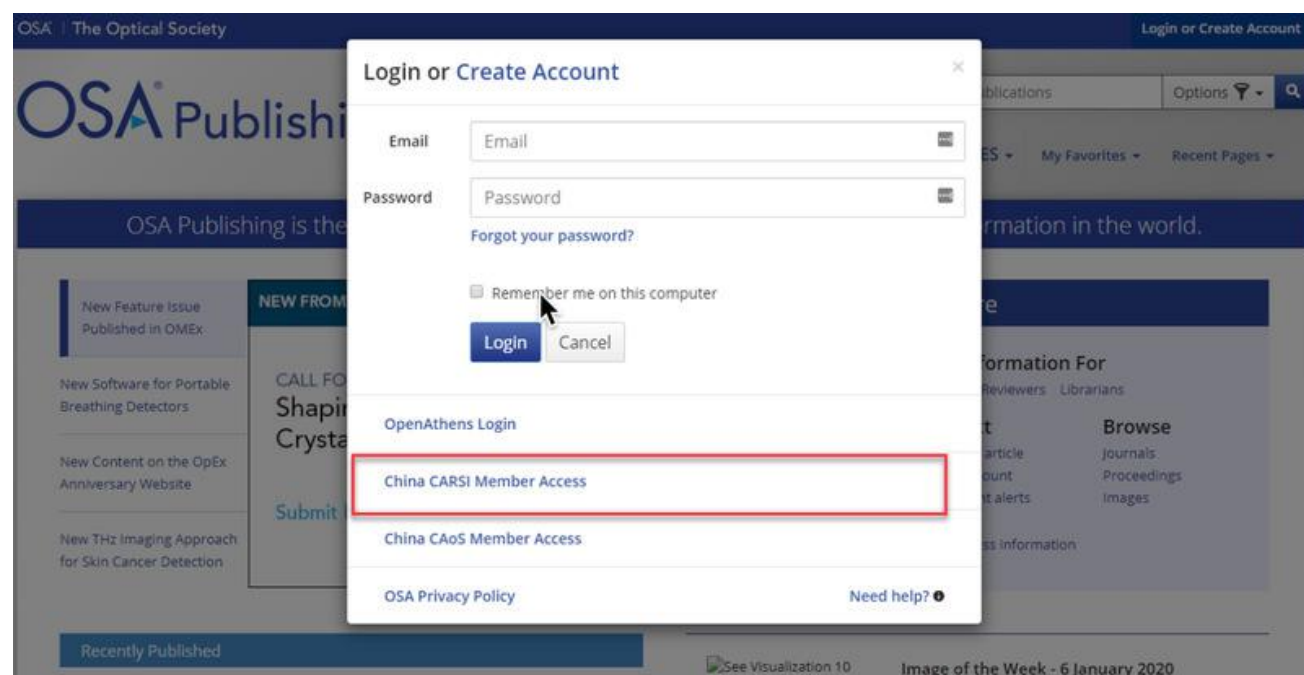 OSA | The Optical Society
Login or Create Account
OSA Publishi
Options
ES
My Favorites
Recent Pages
OSA Publishing is the
rmation in the world.
Login or Create Account
×
Email
Email
Password
Password
Forgot your password?
Remember me on this computer
Login
Cancel
OpenAthens Login
China CARSI Member Access
China CAoS Member Access
OSA Privacy Policy
Need help?
New Feature Issue
Published in OMEx
New Software for Portable
Breathing Detectors
New Content on the OpEx
Anniversary Website
New THz Imaging Approach
for Skin Cancer Detection
NEW FROM
CALL FO
Shapin
Crysta
Submit
For
Reviewers Librarians
Browse
article
Journals
Proceedings
alerts
Images
Information
Recently Published
See Visualization 10
Image of the Week - 6 January 2020